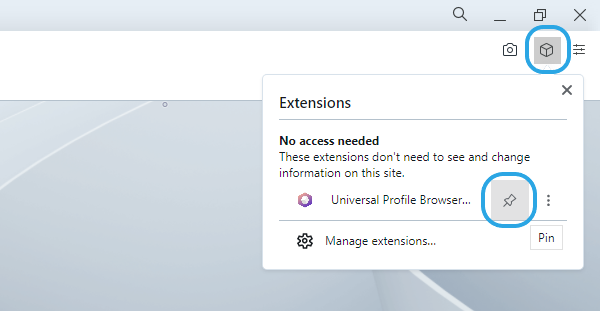 Extensions
No access needed
These extensions don't need to see and change
information on this site.
Universal Profile Browser...
Manage extensions...
Pin